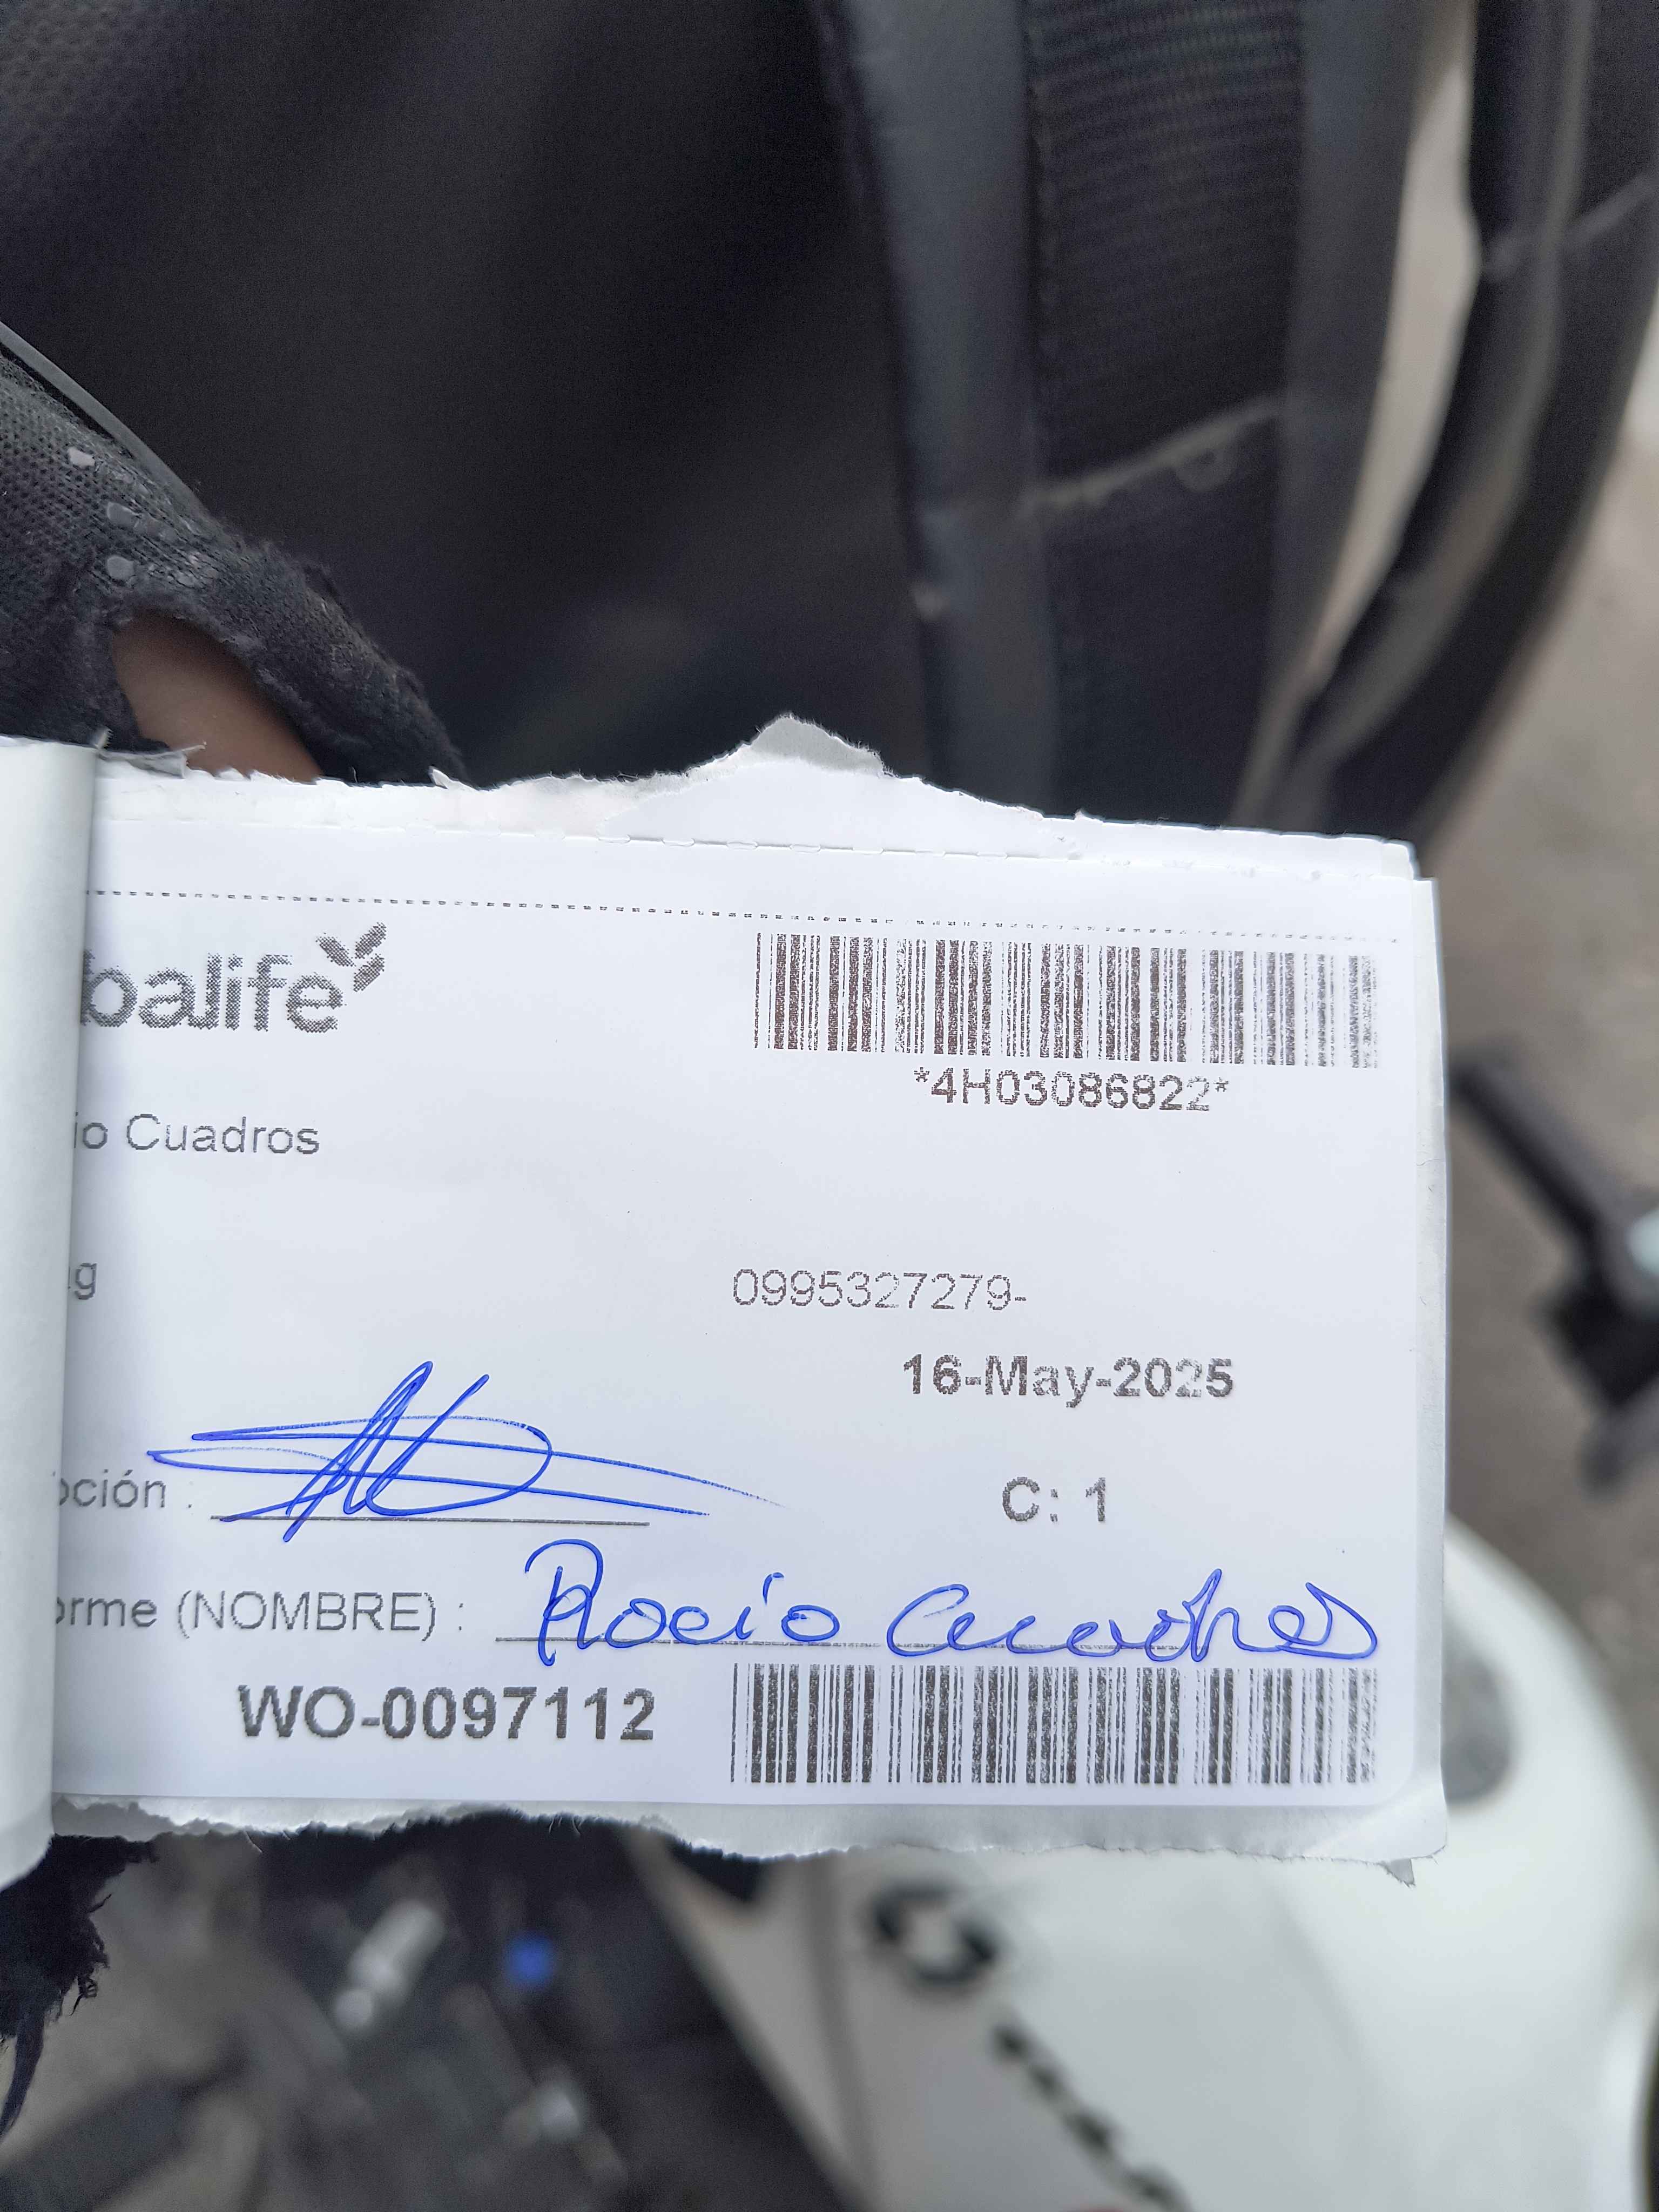 balife
*4H03086822*
io Cuadros
g
0995327279-
16-May-2025
pción :
C: 1
orme (NOMBRE) : Rocío Cuadros
WO-0097112